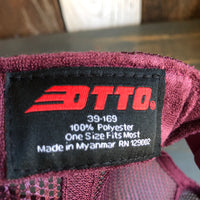 OTTO®
39-169
100% Polyester
One Size Fits Most
Made in Myanmar RN 129002